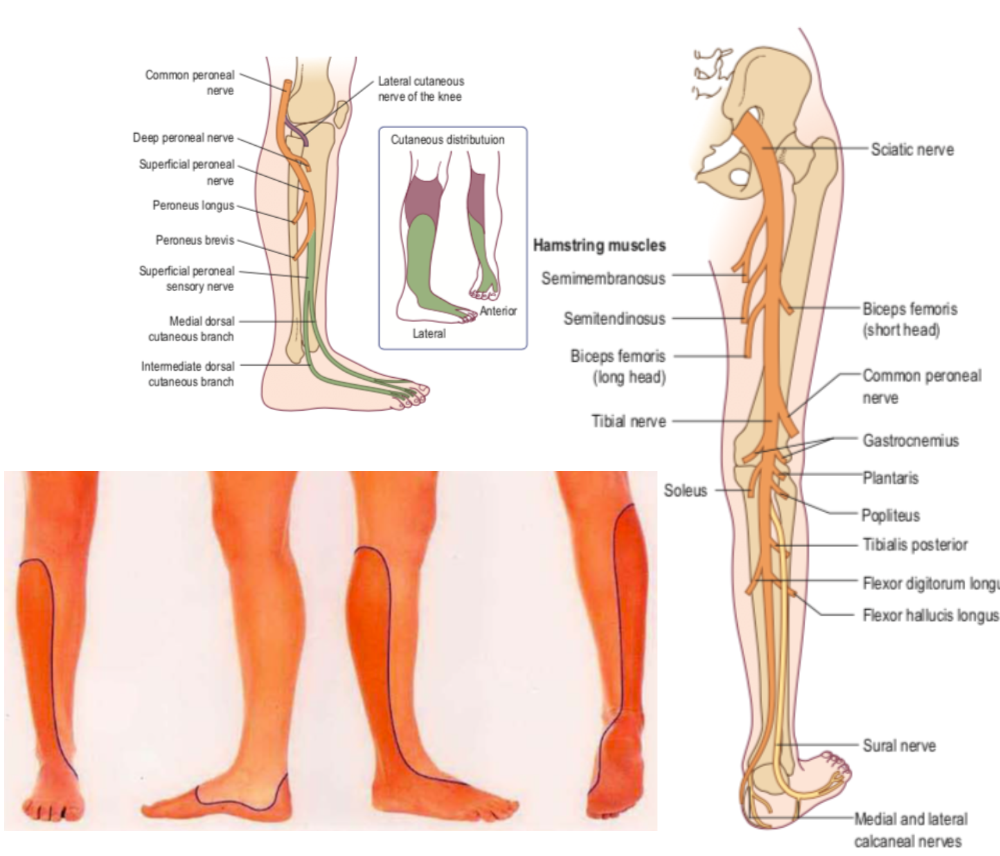 Common peroneal
nerve
Deep peroneal nerve
Superficial peroneal
nerve
Peroneus longus
Peroneus brevis
Superficial peroneal
sensory nerve
Medial dorsal
cutaneous branch
Intermediate dorsal
cutaneous branch
Lateral cutaneous
nerve of the knee
Cutaneous distributuion
Anterior
Lateral
Hamstring muscles
Semimembranosus
Semitendinosus
Biceps femoris
(long head)
Tibial nerve
Soleus
Sciatic nerve
Biceps femoris
(short head)
Common peroneal
nerve
Gastrocnemius
Plantaris
Popliteus
Tibialis posterior
Flexor digitorum longu
Flexor hallucis longus
Sural nerve
Medial and lateral
calcaneal nerves